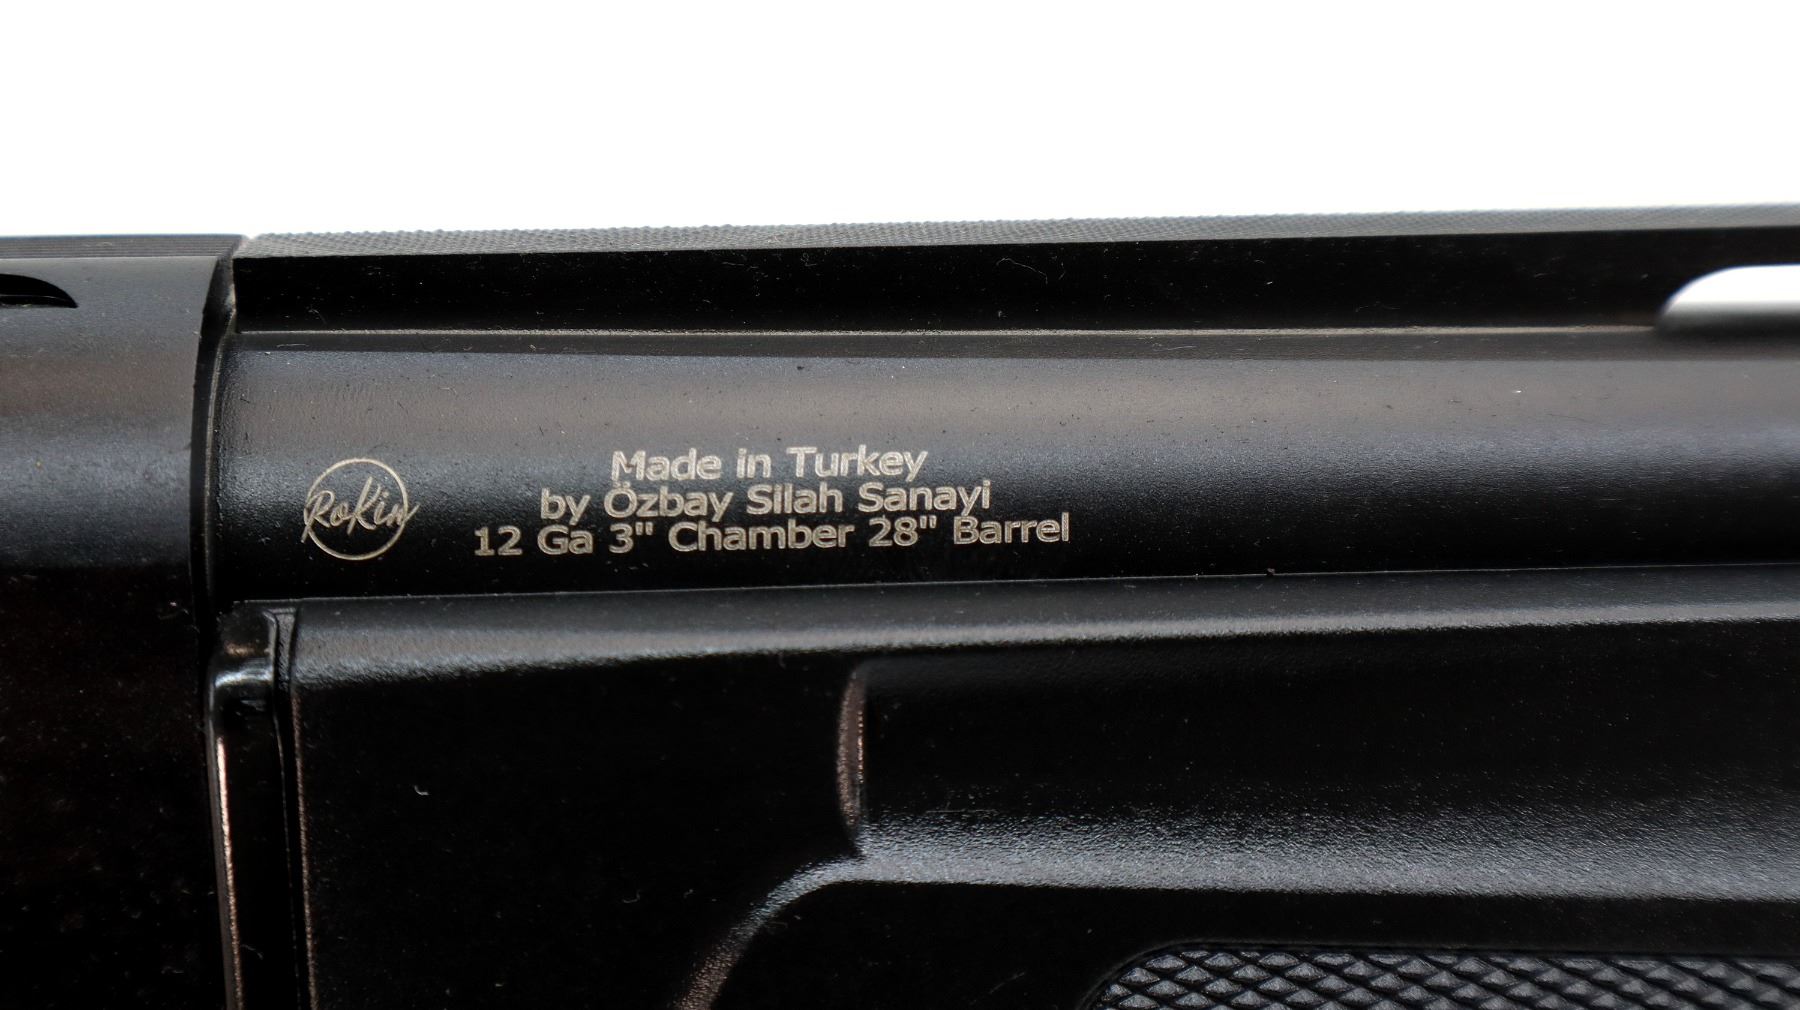 RoKin
Made in Turkey
by Özbay Silah Sanayi
12 Ga 3" Chamber 28" Barrel